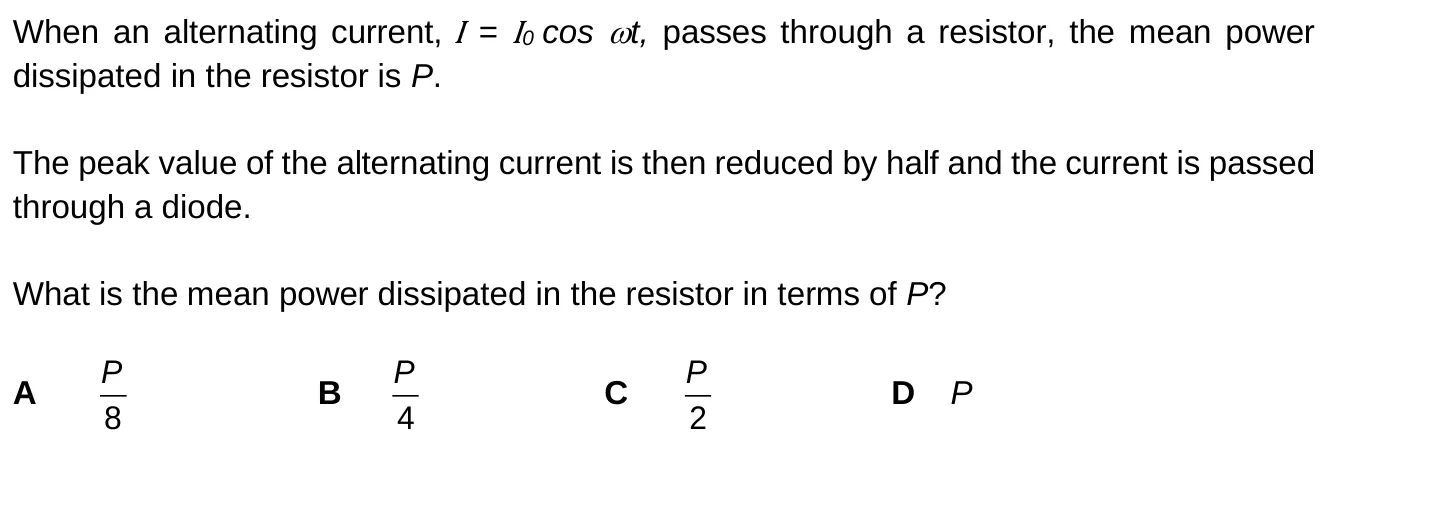 When an alternating current, I = I₀ cos ωt, passes through a resistor, the mean power
dissipated in the resistor is P.
The peak value of the alternating current is then reduced by half and the current is passed
through a diode.
What is the mean power dissipated in the resistor in terms of P?
A P/8 B P/4 C P/2 D P